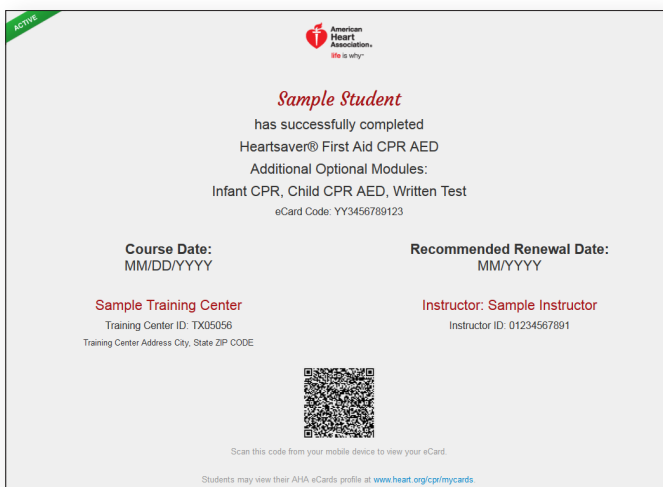 ACTIVE
American
Heart
Association®
life is why™
Sample Student
has successfully completed
Heartsaver® First Aid CPR AED
Additional Optional Modules:
Infant CPR, Child CPR AED, Written Test
eCard Code: YY3456789123
Course Date:
MM/DD/YYYY
Recommended Renewal Date:
MM/YYYY
Sample Training Center
Training Center ID: TX05056
Training Center Address City, State ZIP CODE
Instructor: Sample Instructor
Instructor ID: 01234567891
Scan this code from your mobile device to view your eCard.
Students may view their AHA eCards profile at www.heart.org/cpr/mycards.